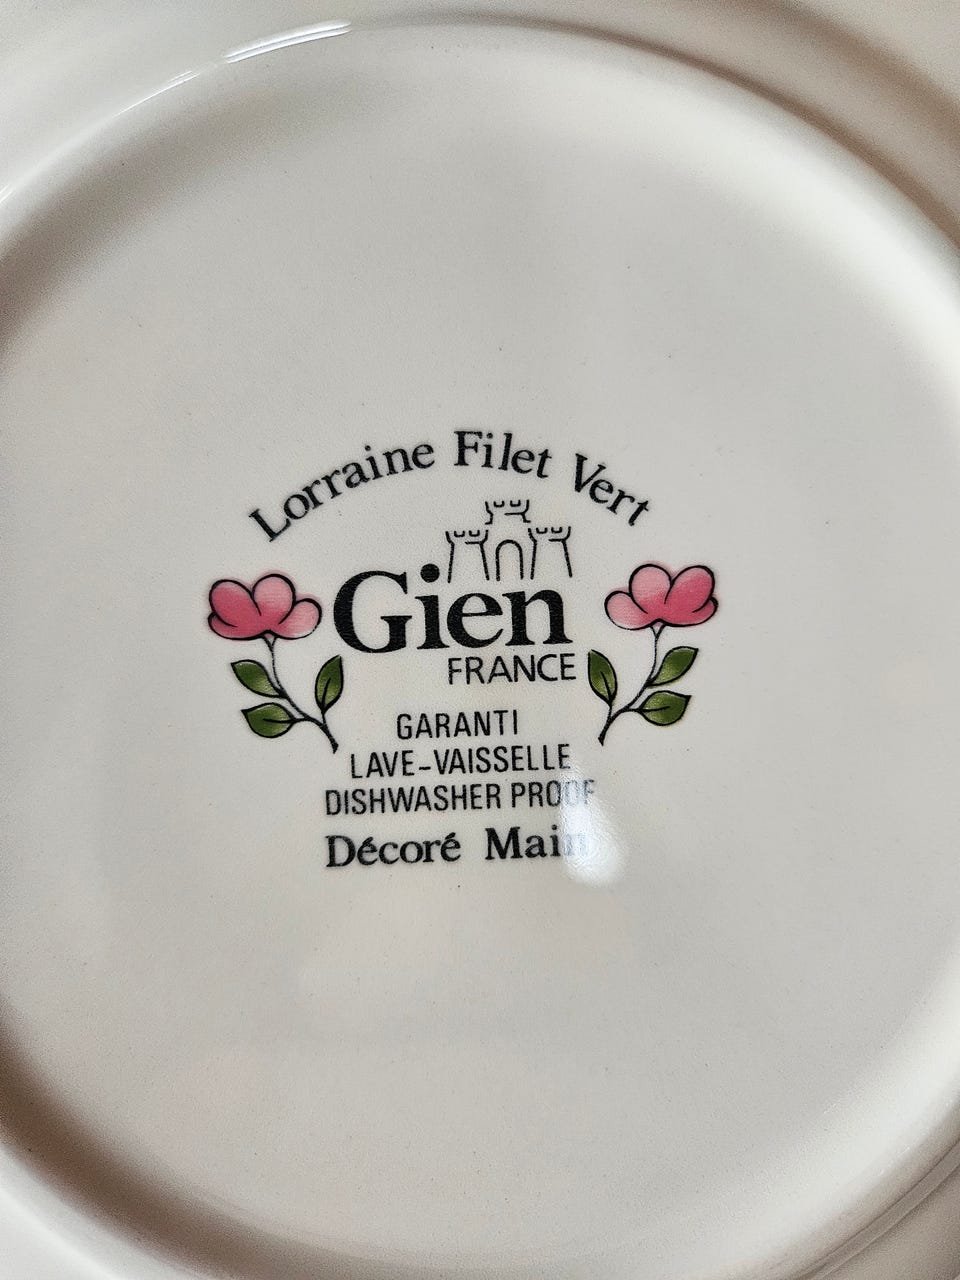 Lorraine Filet Vert
Gien
FRANCE
GARANTI
LAVE-VAISSELLE
DISHWASHER PROOF
Décoré Main